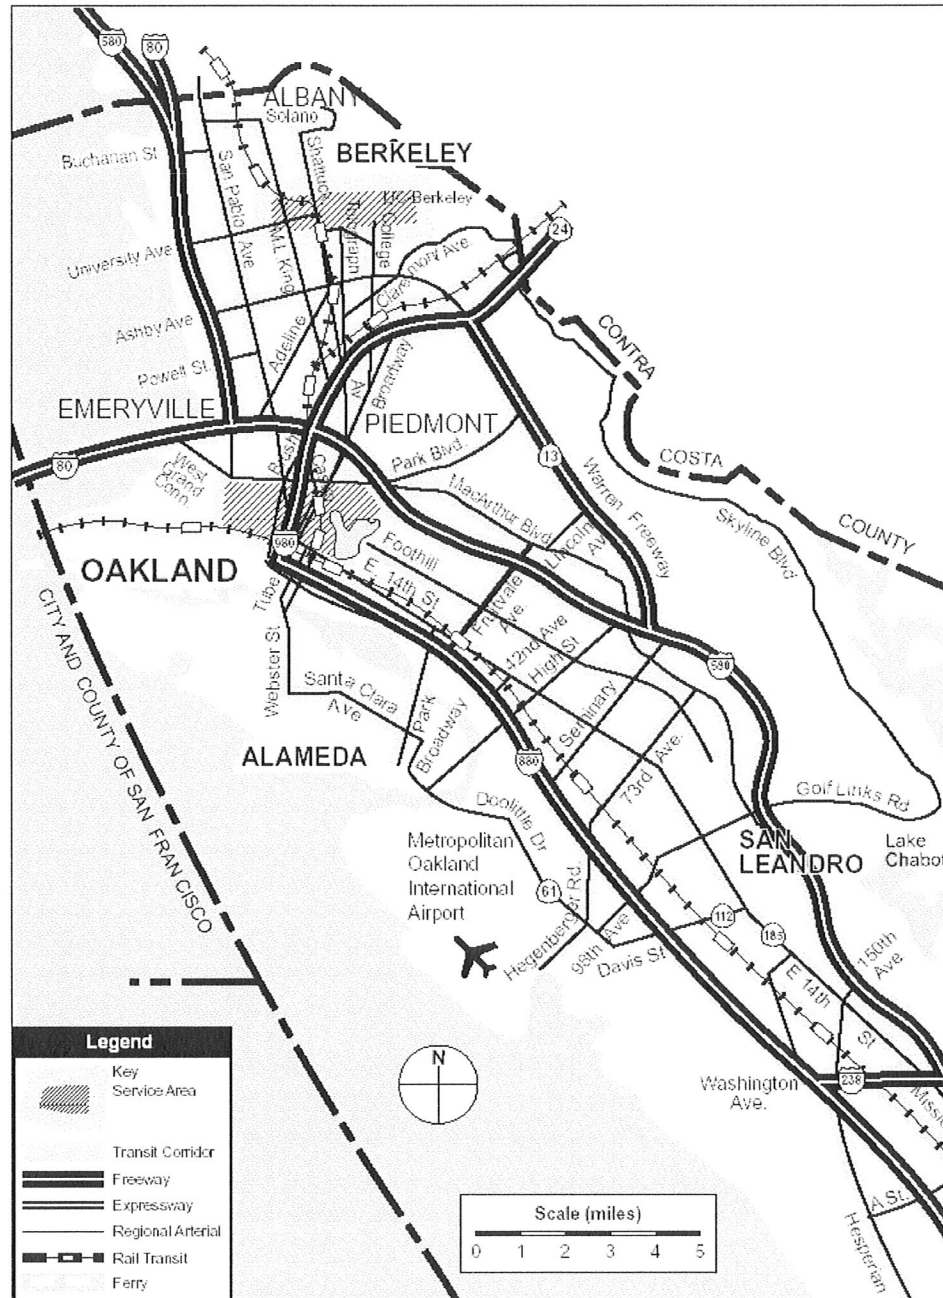 580
80
ALBANY
Solano
Buchanan St
San Pablo Ave
Shattuck
BERKELEY
UC-Berkeley
Telegraph
College
M.L. King
University Ave
Claremont Ave.
24
Ashby Ave
Adeline
Powell St
Av
Broadway
CONTRA
COSTA
COUNTY
EMERYVILLE
PIEDMONT
Park Blvd.
80
West
Grand
Conn.
13
Warren Freeway
MacArthur Blvd
Lincoln
Ave
Skyline Blvd
980
OAKLAND
Foothill
E 14th St
Fruitvale
Ave
Tube
Webster St
42nd Ave
High St
580
Santa Clara
Ave
Park
Broadway
Seminary
73rd Ave.
ALAMEDA
880
CITY AND COUNTY OF SAN FRANCISCO
Doolittle Dr
Golf Links Rd
Metropolitan
Oakland
International
Airport
SAN
LEANDRO
Lake
Chabot
61
Hegenberger Rd.
98th Ave
Davis St
112
185
150th
Ave
E 14th
St
238
Washington
Ave.
A St.
Hesperian
N
Legend
Key
Service Area
Transit Corridor
Freeway
Expressway
Regional Arterial
Rail Transit
Ferry
Scale (miles)
0 1 2 3 4 5